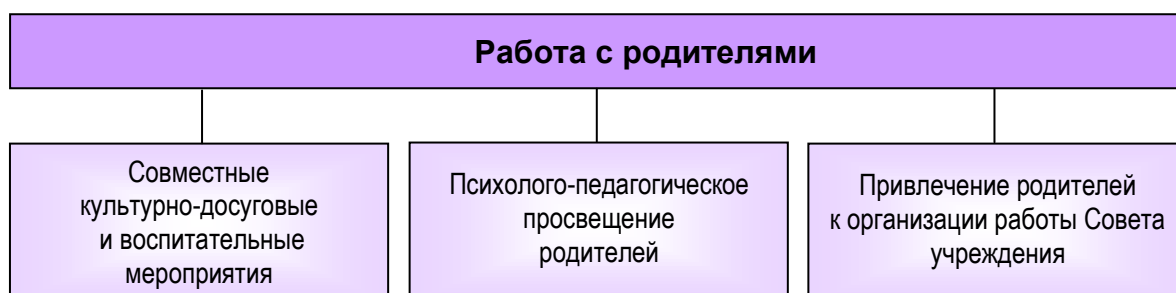 Работа с родителями
Совместные
культурно-досуговые
и воспитательные
мероприятия
Психолого-педагогическое
просвещение
родителей
Привлечение родителей
к организации работы Совета
учреждения